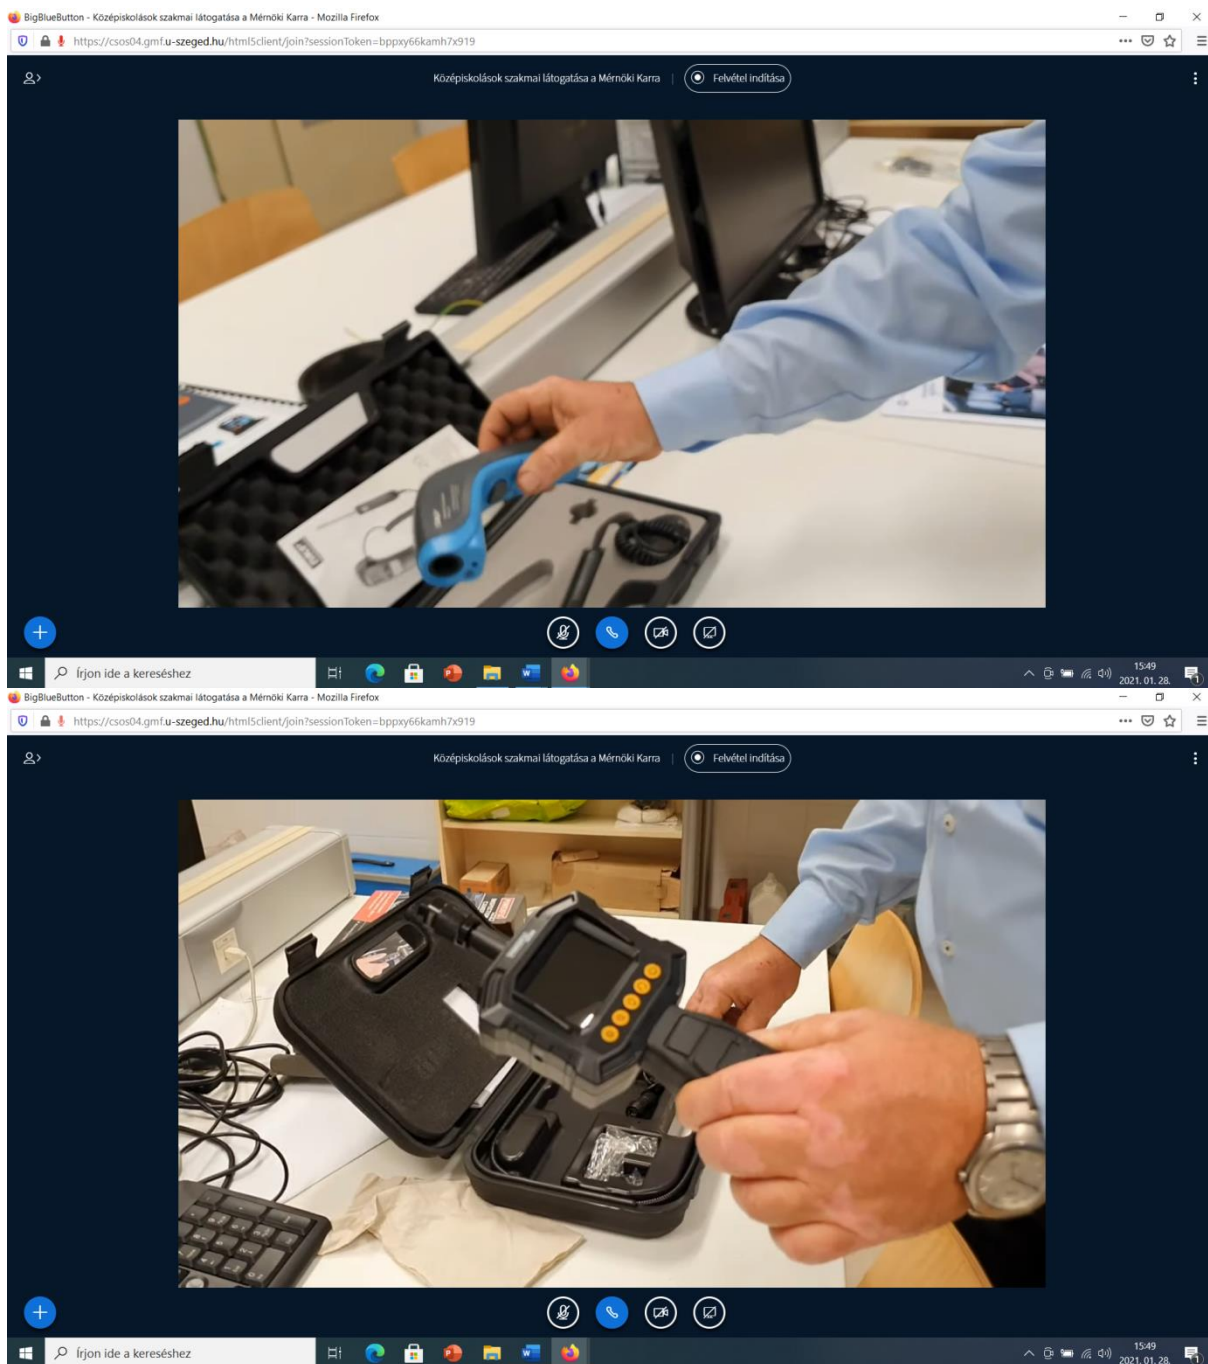 BigBlueButton - Középiskolások szakmai látogatása a Mérnöki Karra - Mozilla Firefox
https://csos04.gmf.u-szeged.hu/html5client/join?sessionToken=bppxy66kamh7x919
Középiskolások szakmai látogatása a Mérnöki Karra | Felvétel indítása
Írjon ide a kereséshez
15:49
2021. 01. 28.
1
BigBlueButton - Középiskolások szakmai látogatása a Mérnöki Karra - Mozilla Firefox
https://csos04.gmf.u-szeged.hu/html5client/join?sessionToken=bppxy66kamh7x919
Középiskolások szakmai látogatása a Mérnöki Karra | Felvétel indítása
Írjon ide a kereséshez
15:49
2021. 01. 28.
1